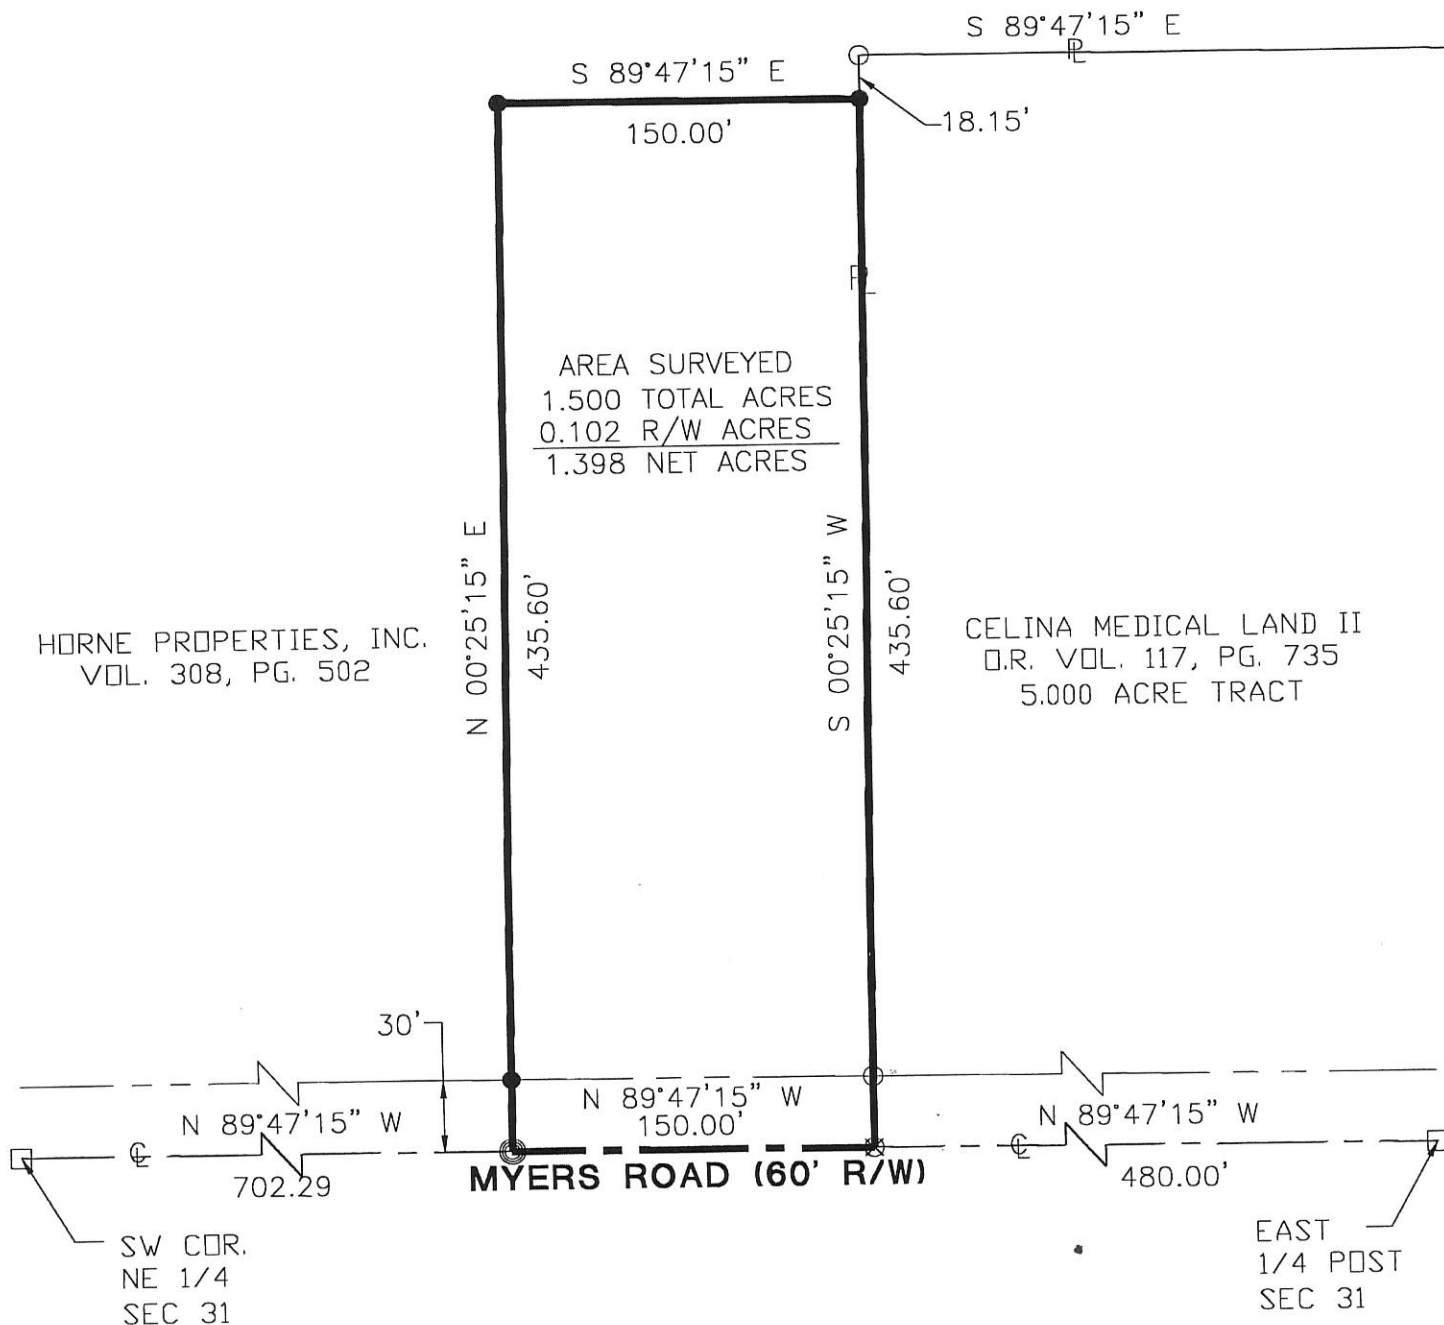 S 89°47'15" E
PL
S 89°47'15" E
18.15'
150.00'
PL
AREA SURVEYED
1.500 TOTAL ACRES
0.102 R/W ACRES
1.398 NET ACRES
N 00°25'15" E
435.60'
S 00°25'15" W
435.60'
HORNE PROPERTIES, INC.
VOL. 308, PG. 502
CELINA MEDICAL LAND II
O.R. VOL. 117, PG. 735
5.000 ACRE TRACT
30'
N 89°47'15" W
150.00'
N 89°47'15" W
CL
702.29
N 89°47'15" W
CL
480.00'
MYERS ROAD (60' R/W)
SW COR.
NE 1/4
SEC 31
EAST
1/4 POST
SEC 31